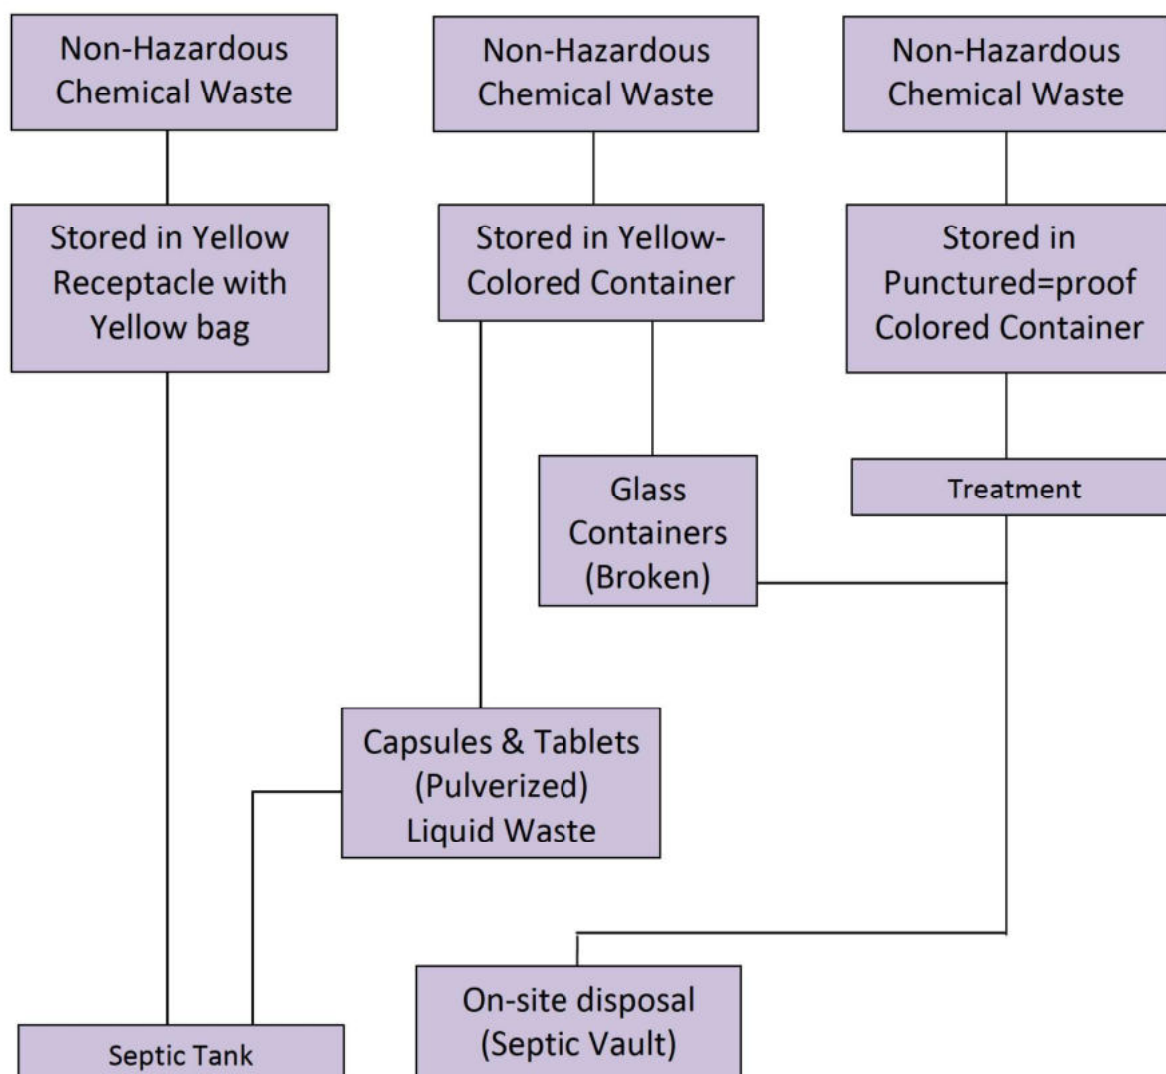 Non-Hazardous
Chemical Waste
Non-Hazardous
Chemical Waste
Non-Hazardous
Chemical Waste
Stored in Yellow
Receptacle with
Yellow bag
Stored in Yellow-
Colored Container
Stored in
Punctured=proof
Colored Container
Glass
Containers
(Broken)
Treatment
Capsules & Tablets
(Pulverized)
Liquid Waste
Septic Tank
On-site disposal
(Septic Vault)